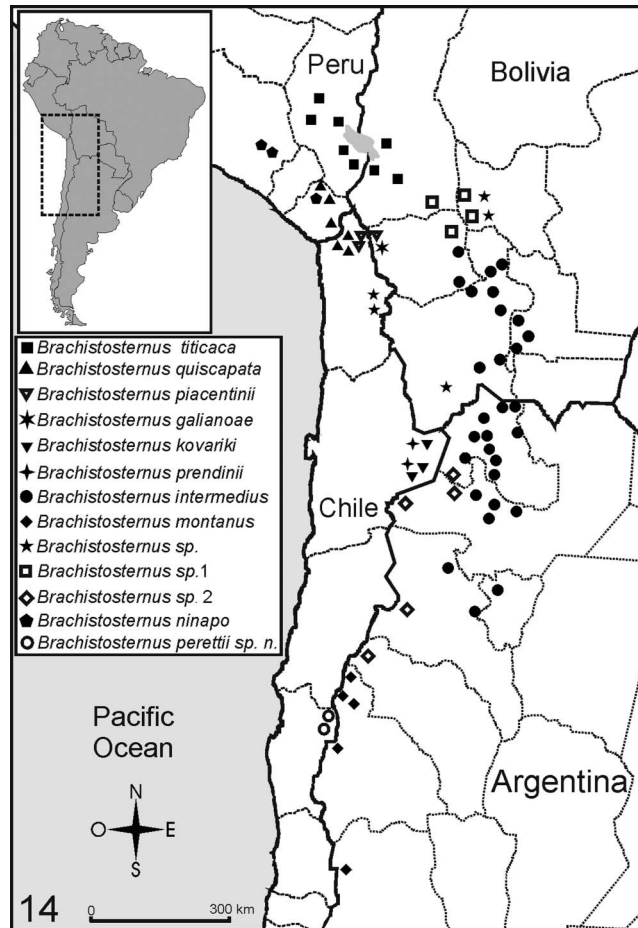 Peru
Bolivia
Brachistosternus titicaca
Brachistosternus quiscapata
Brachistosternus piacentinii
Brachistosternus galianoae
Brachistosternus kovariki
Brachistosternus prendinii
Brachistosternus intermedius
Brachistosternus montanus
Brachistosternus sp.
Brachistosternus sp.1
Brachistosternus sp. 2
Brachistosternus ninapo
Brachistosternus perettii sp. n.
Chile
Pacific
Ocean
Argentina
N
O E
S
14
0 300 km